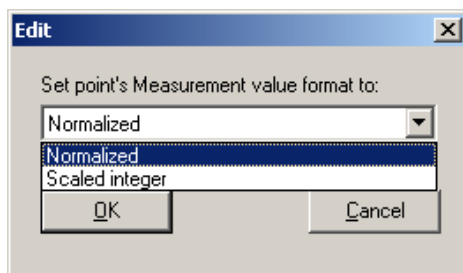 Edit
Set point's Measurement value format to:
Normalized
Normalized
Scaled integer
OK
Cancel